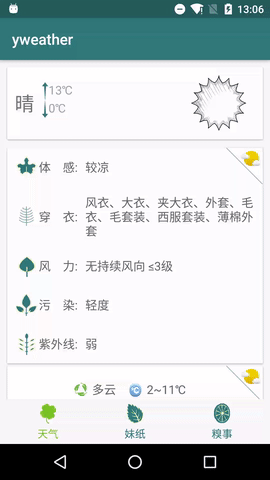 13:06
yweather
晴
13℃
0℃
体 感: 较凉
穿 衣: 风衣、大衣、夹大衣、外套、毛
衣、毛套装、西服套装、薄棉外
套
风 力: 无持续风向 ≤3级
污 染: 轻度
紫外线: 弱
多云 ℃ 2~11℃
天气 妹纸 糗事